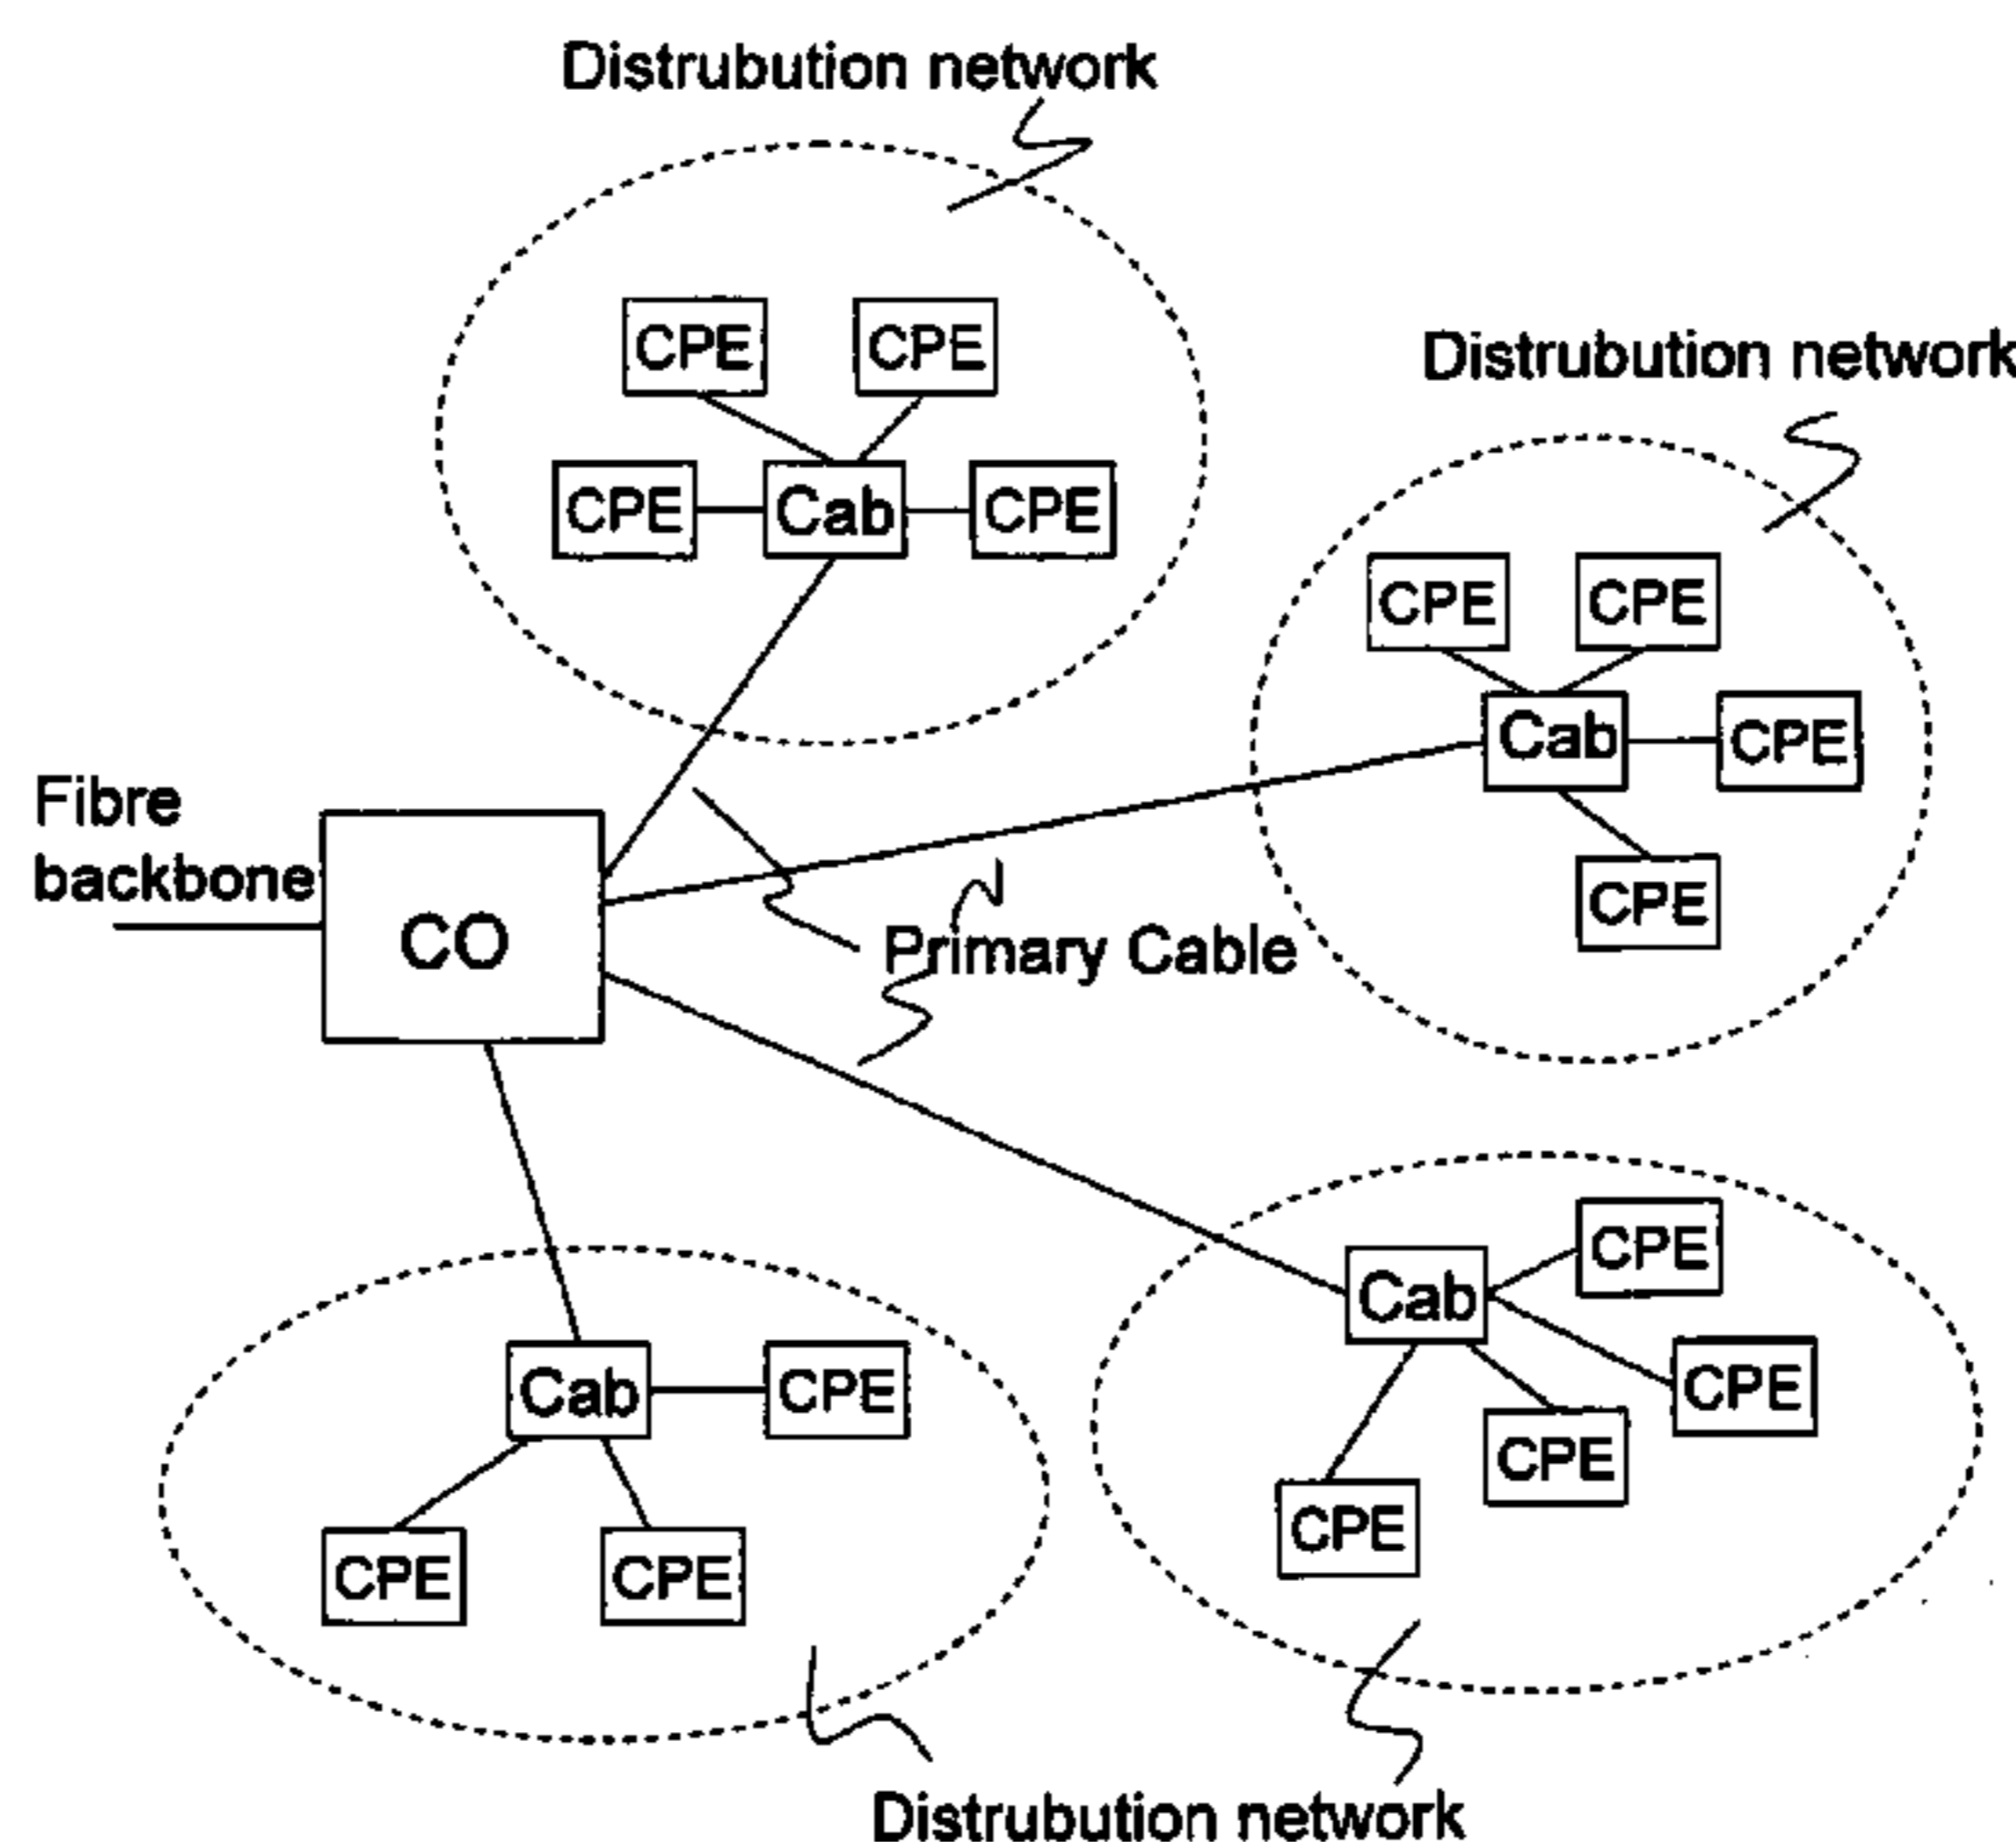 Distrubution network
CPE CPE
CPE Cab CPE
Distrubution network
CPE CPE
Cab CPE
CPE
Fibre
backbone
CO
Primary Cable
Cab CPE
CPE CPE
Cab CPE
CPE
CPE
CPE
Distrubution network